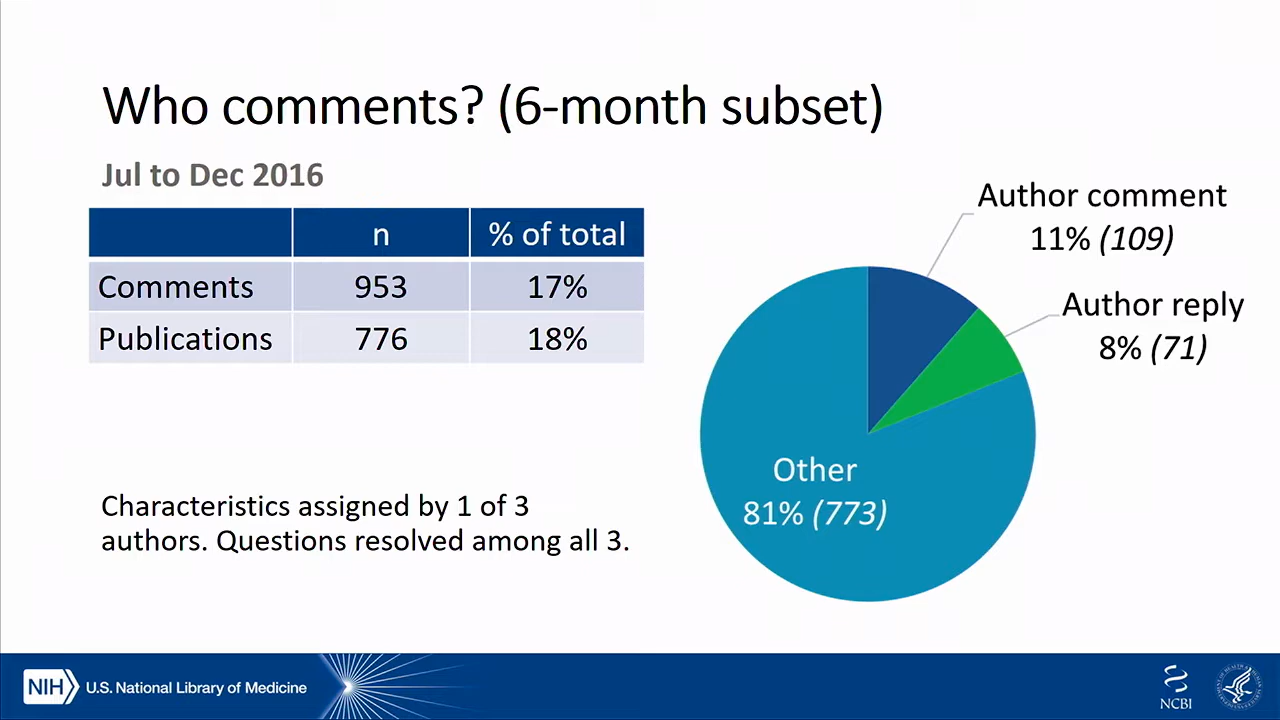 Who comments? (6-month subset)
Jul to Dec 2016
n % of total
Comments 953 17%
Publications 776 18%
Characteristics assigned by 1 of 3
authors. Questions resolved among all 3.
Author comment
11% (109)
Author reply
8% (71)
Other
81% (773)
NIH U.S. National Library of Medicine
NCBI